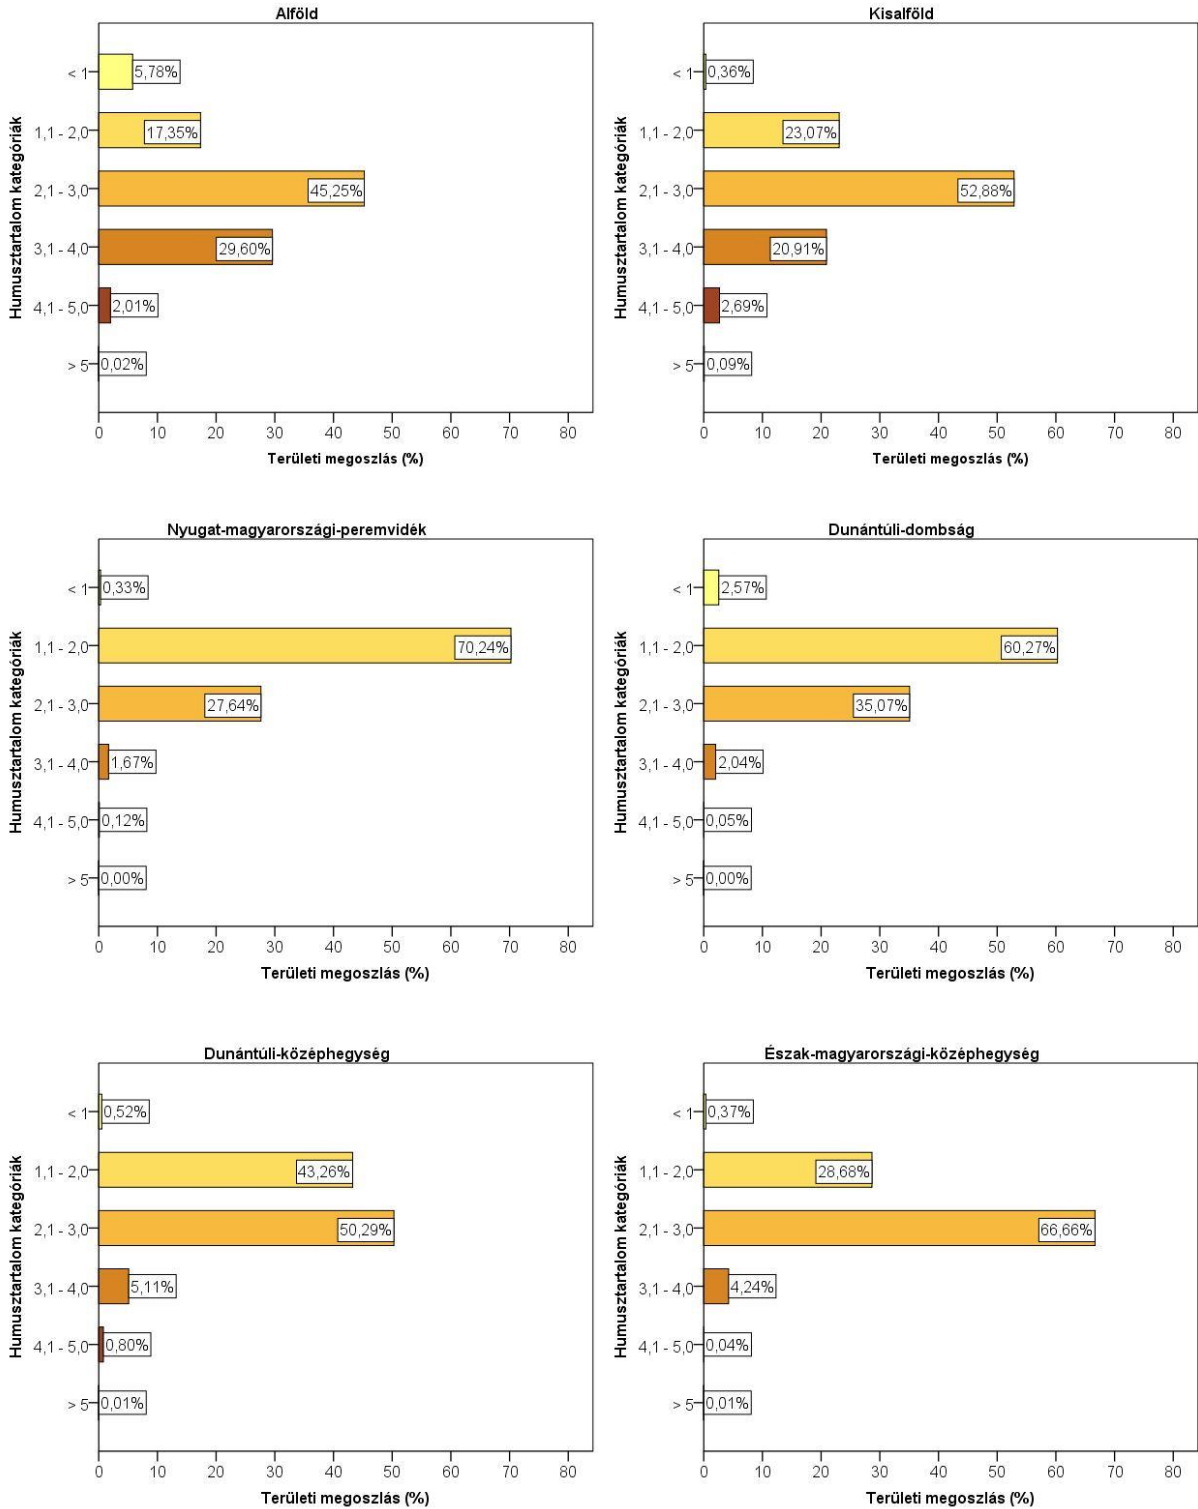 Alföld
Humusztartalom kategóriák
< 1
5,78%
1,1 - 2,0
17,35%
2,1 - 3,0
45,25%
3,1 - 4,0
29,60%
4,1 - 5,0
2,01%
> 5
0,02%
0 10 20 30 40 50 60 70 80
Területi megoszlás (%)
Kisalföld
Humusztartalom kategóriák
< 1
0,36%
1,1 - 2,0
23,07%
2,1 - 3,0
52,88%
3,1 - 4,0
20,91%
4,1 - 5,0
2,69%
> 5
0,09%
0 10 20 30 40 50 60 70 80
Területi megoszlás (%)
Nyugat-magyarországi-peremvidék
Humusztartalom kategóriák
< 1
0,33%
1,1 - 2,0
70,24%
2,1 - 3,0
27,64%
3,1 - 4,0
1,67%
4,1 - 5,0
0,12%
> 5
0,00%
0 10 20 30 40 50 60 70 80
Területi megoszlás (%)
Dunántúli-dombság
Humusztartalom kategóriák
< 1
2,57%
1,1 - 2,0
60,27%
2,1 - 3,0
35,07%
3,1 - 4,0
2,04%
4,1 - 5,0
0,05%
> 5
0,00%
0 10 20 30 40 50 60 70 80
Területi megoszlás (%)
Dunántúli-középhegység
Humusztartalom kategóriák
< 1
0,52%
1,1 - 2,0
43,26%
2,1 - 3,0
50,29%
3,1 - 4,0
5,11%
4,1 - 5,0
0,80%
> 5
0,01%
0 10 20 30 40 50 60 70 80
Területi megoszlás (%)
Észak-magyarországi-középhegység
Humusztartalom kategóriák
< 1
0,37%
1,1 - 2,0
28,68%
2,1 - 3,0
66,66%
3,1 - 4,0
4,24%
4,1 - 5,0
0,04%
> 5
0,01%
0 10 20 30 40 50 60 70 80
Területi megoszlás (%)